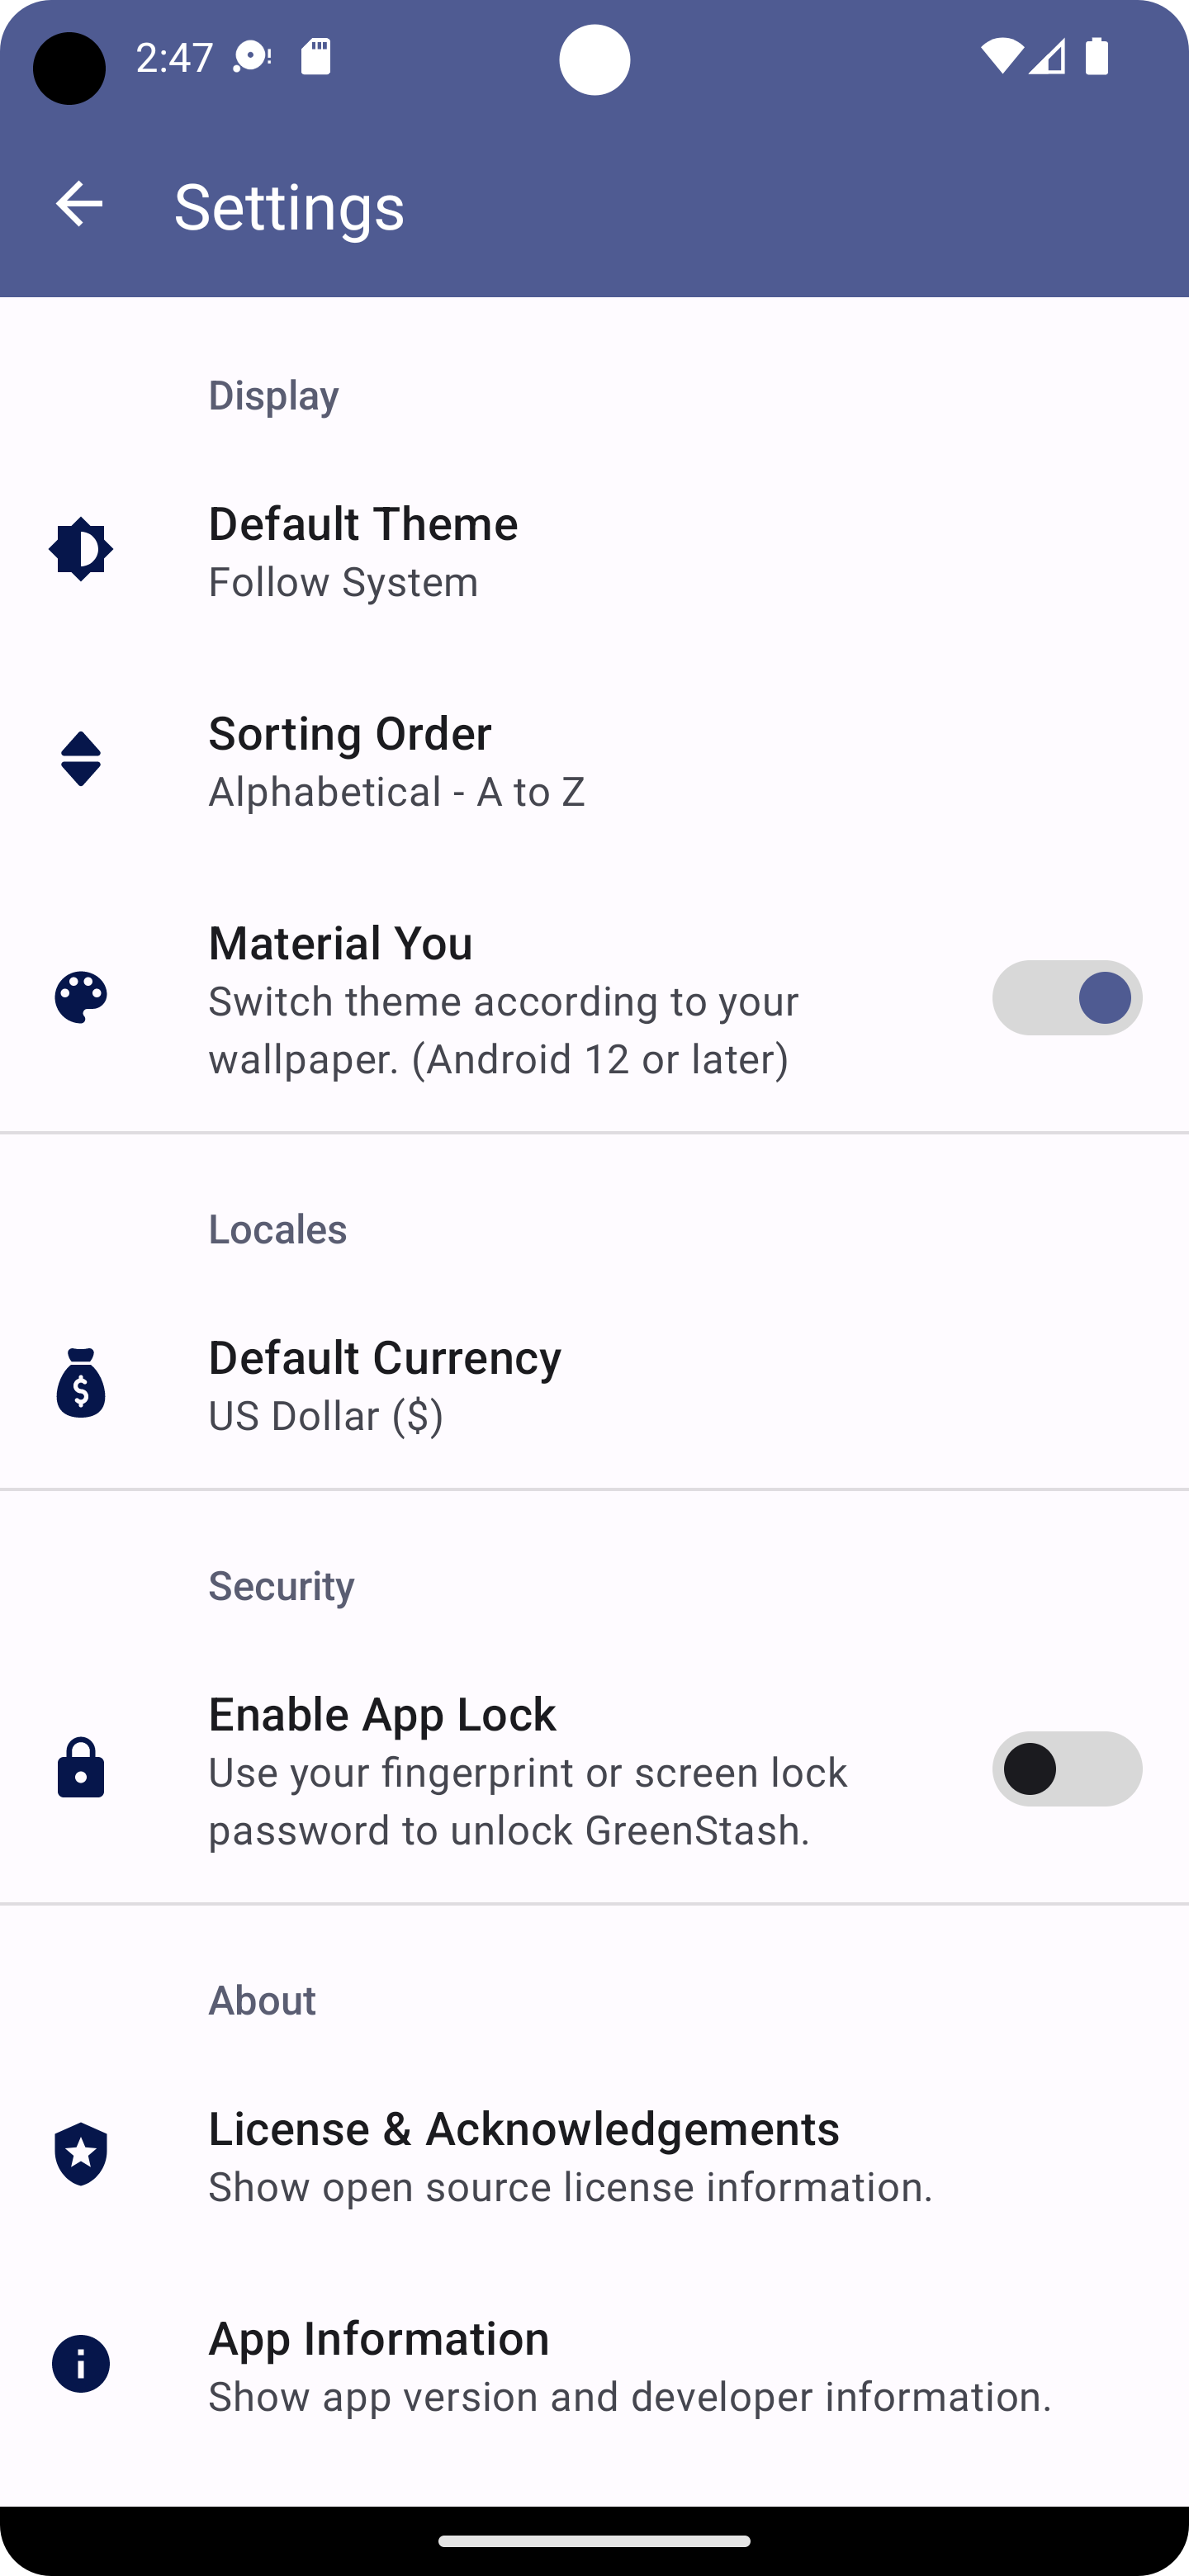 2:47
Settings
Display
Default Theme
Follow System
Sorting Order
Alphabetical - A to Z
Material You
Switch theme according to your
wallpaper. (Android 12 or later)
Locales
Default Currency
US Dollar ($)
Security
Enable App Lock
Use your fingerprint or screen lock
password to unlock GreenStash.
About
License & Acknowledgements
Show open source license information.
App Information
Show app version and developer information.